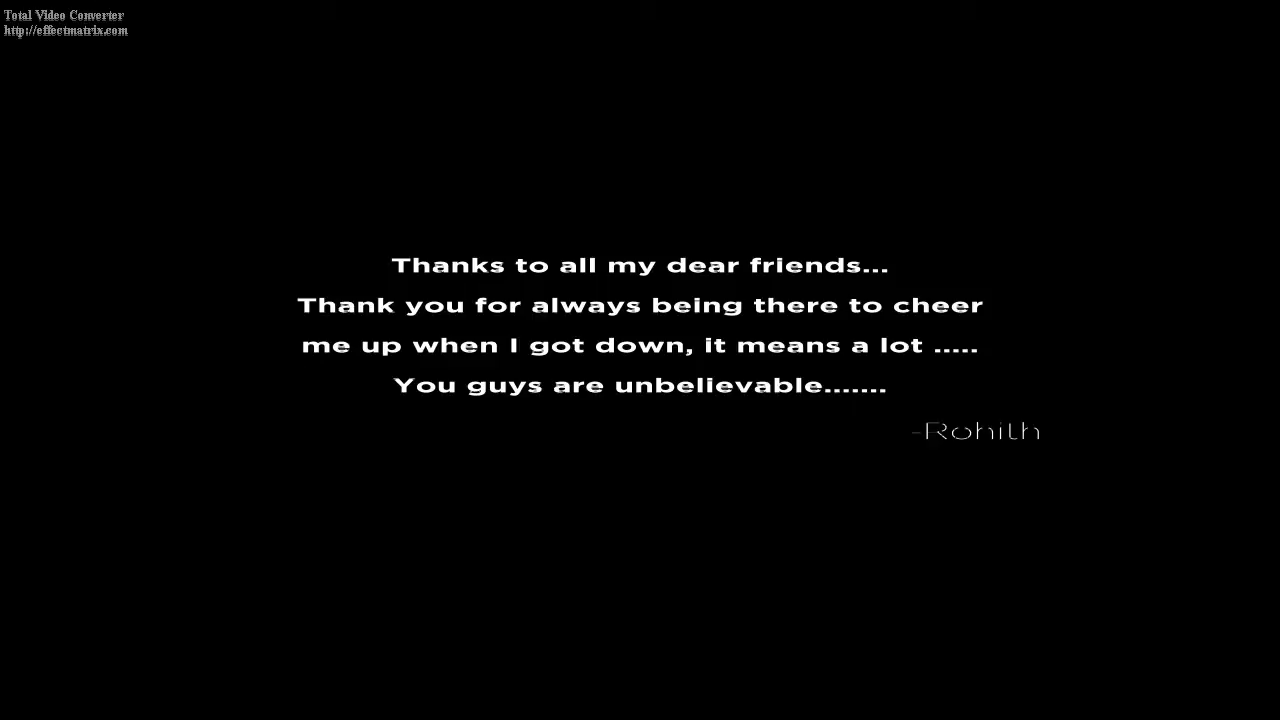 Total Video Converter
http://effectmatrix.com
Thanks to all my dear friends...
Thank you for always being there to cheer
me up when I got down, it means a lot .....
You guys are unbelievable.......
-Rohith